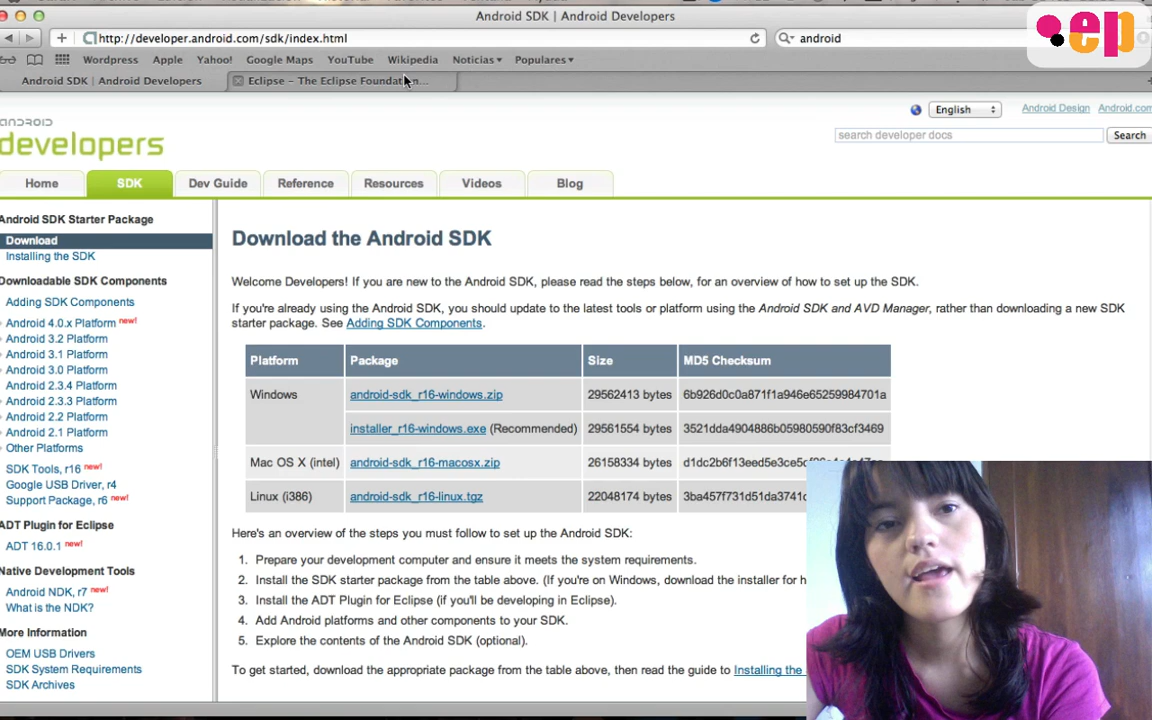 Android SDK | Android Developers
http://developer.android.com/sdk/index.html
android
ep
Wordpress Apple Yahoo! Google Maps YouTube Wikipedia Noticias Populares
Android SDK | Android Developers
Eclipse – The Eclipse Foundation...
English
Android Design
Android.com
android
developers
search developer docs
Search
Home SDK Dev Guide Reference Resources Videos Blog
Android SDK Starter Package
Download
Installing the SDK
Downloadable SDK Components
Adding SDK Components
Android 4.0.x Platform new!
Android 3.2 Platform
Android 3.1 Platform
Android 3.0 Platform
Android 2.3.4 Platform
Android 2.3.3 Platform
Android 2.2 Platform
Android 2.1 Platform
Other Platforms
SDK Tools, r16 new!
Google USB Driver, r4
Support Package, r6 new!
ADT Plugin for Eclipse
ADT 16.0.1 new!
Native Development Tools
Android NDK, r7 new!
What is the NDK?
More Information
OEM USB Drivers
SDK System Requirements
SDK Archives
Download the Android SDK
Welcome Developers! If you are new to the Android SDK, please read the steps below, for an overview of how to set up the SDK.
If you're already using the Android SDK, you should update to the latest tools or platform using the Android SDK and AVD Manager, rather than downloading a new SDK
starter package. See Adding SDK Components.
Platform Package Size MD5 Checksum
Windows android-sdk_r16-windows.zip 29562413 bytes 6b926d0c0a871f1a946e65259984701a
installer_r16-windows.exe (Recommended) 29561554 bytes 3521dda4904886b05980590f83cf3469
Mac OS X (intel) android-sdk_r16-macosx.zip 26158334 bytes
Linux (i386) android-sdk_r16-linux.tgz 22048174 bytes
Here's an overview of the steps you must follow to set up the Android SDK:
1. Prepare your development computer and ensure it meets the system requirements.
2. Install the SDK starter package from the table above. (If you're on Windows, download the installer for h
3. Install the ADT Plugin for Eclipse (if you'll be developing in Eclipse).
4. Add Android platforms and other components to your SDK.
5. Explore the contents of the Android SDK (optional).
To get started, download the appropriate package from the table above, then read the guide to Installing the